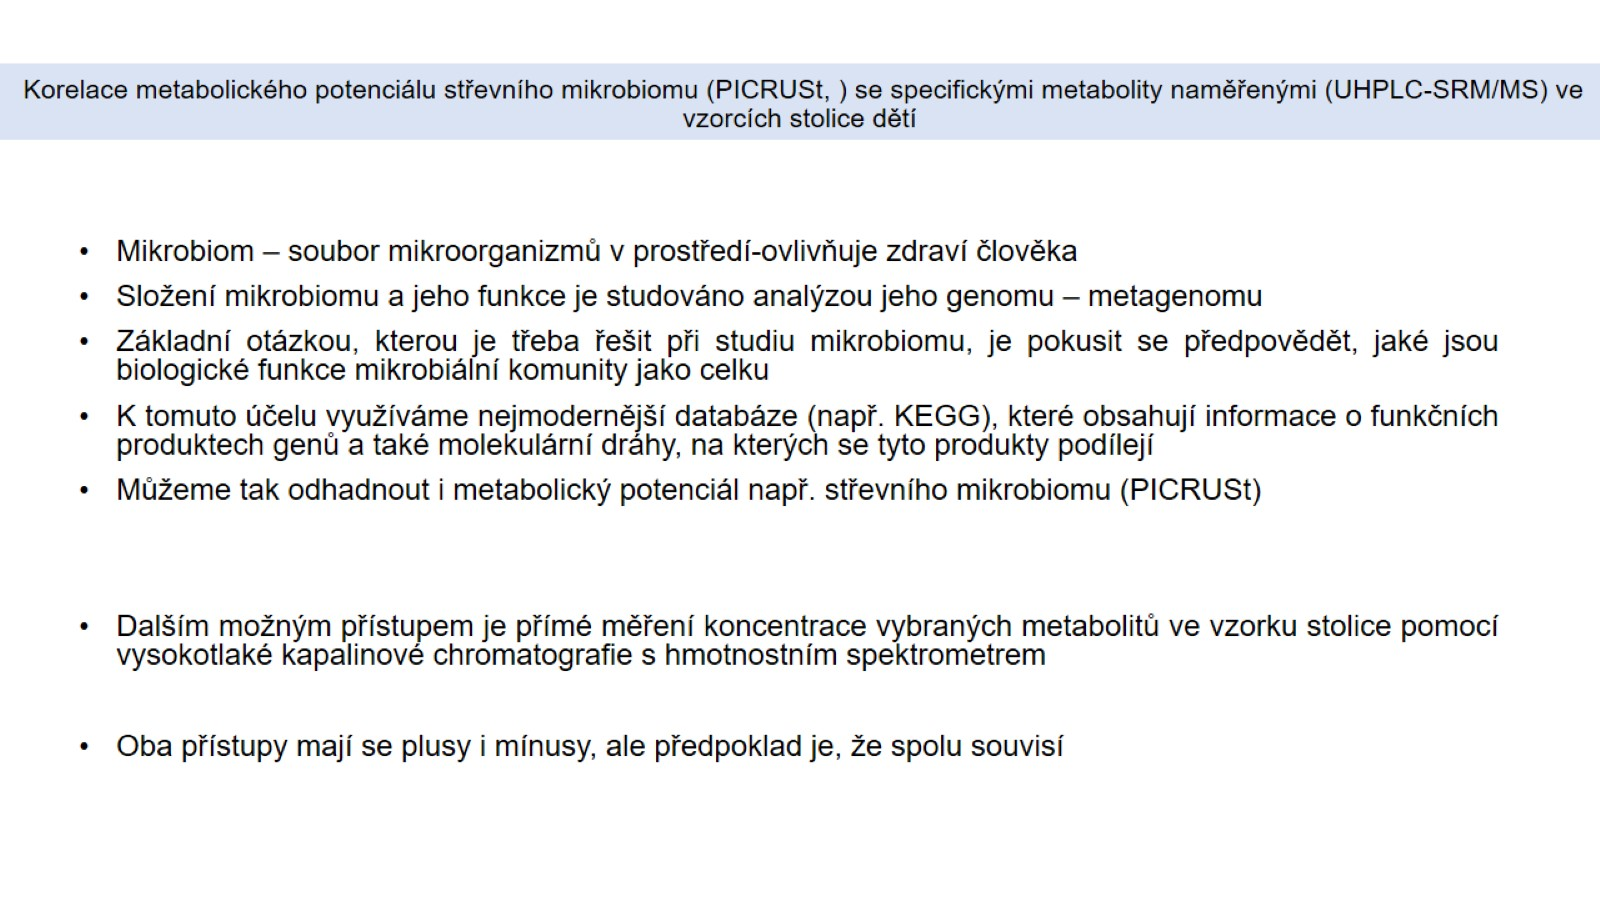 Korelace metabolického potenciálu střevního mikrobiomu (PICRUSt, ) se specifickými metabolity naměřenými (UHPLC-SRM/MS) ve
vzorcích stolice dětí
• Mikrobiom – soubor mikroorganizmů v prostředí-ovlivňuje zdraví člověka
• Složení mikrobiomu a jeho funkce je studováno analýzou jeho genomu – metagenomu
• Základní otázkou, kterou je třeba řešit při studiu mikrobiomu, je pokusit se předpovědět, jaké jsou
biologické funkce mikrobiální komunity jako celku
• K tomuto účelu využíváme nejmodernější databáze (např. KEGG), které obsahují informace o funkčních
produktech genů a také molekulární dráhy, na kterých se tyto produkty podílejí
• Můžeme tak odhadnout i metabolický potenciál např. střevního mikrobiomu (PICRUSt)
• Dalším možným přístupem je přímé měření koncentrace vybraných metabolitů ve vzorku stolice pomocí
vysokotlaké kapalinové chromatografie s hmotnostním spektrometrem
• Oba přístupy mají se plusy i mínusy, ale předpoklad je, že spolu souvisí